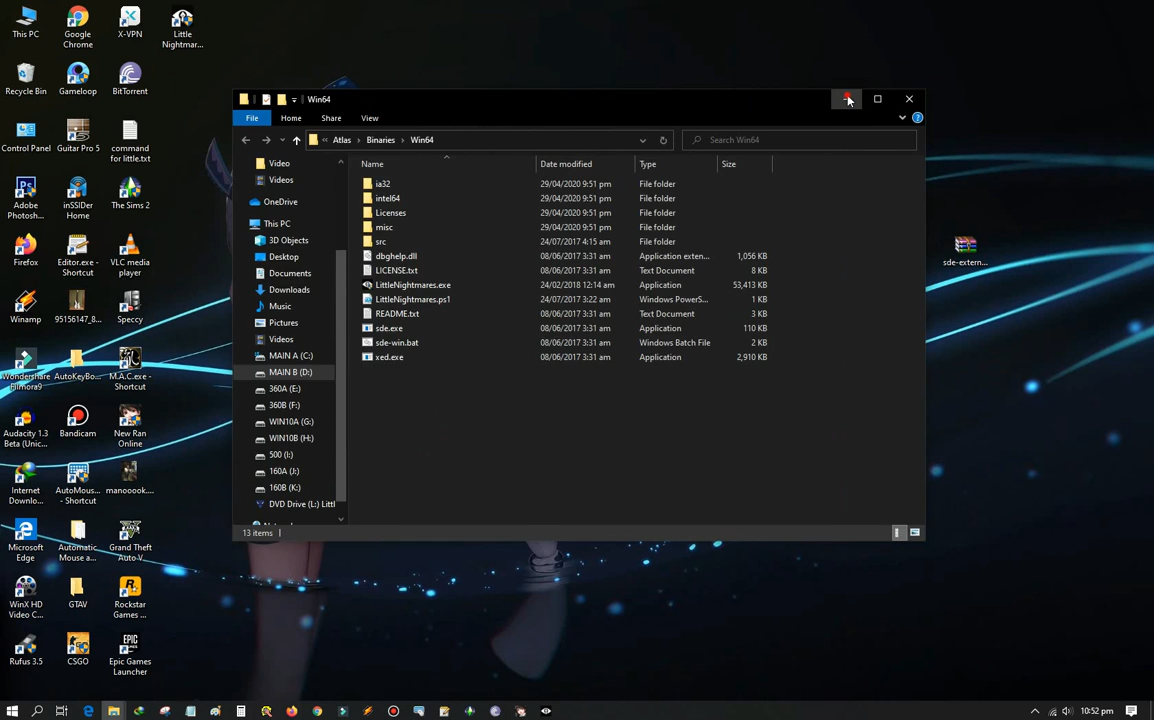 This PC
Google
Chrome
X-VPN
Little
Nightmar...
Recycle Bin
Gameloop
BitTorrent
Control Panel
Guitar Pro 5
command
for little.txt
Adobe
Photosh...
inSSIDer
Home
The Sims 2
Firefox
Editor.exe -
Shortcut
VLC media
player
Winamp
95156147_8...
Speccy
Wondershare
Filmora9
AutoKeyBo...
M.A.C.exe -
Shortcut
Audacity 1.3
Beta (Unic...
Bandicam
New Ran
Online
Internet
Downlo...
AutoMous...
- Shortcut
manooook....
Microsoft
Edge
Automatic
Mouse a...
Grand Theft
Auto V
WinX HD
Video C...
GTAV
Rockstar
Games ...
Rufus 3.5
CSGO
Epic Games
Launcher
sde-extern...
Win64
File
Home
Share
View
« Atlas > Binaries > Win64
Search Win64
Video
Videos
OneDrive
This PC
3D Objects
Desktop
Documents
Downloads
Music
Pictures
Videos
MAIN A (C:)
MAIN B (D:)
360A (E:)
360B (F:)
WIN10A (G:)
WIN10B (H:)
500 (I:)
160A (J:)
160B (K:)
DVD Drive (L:) Littl
Name Date modified Type Size
ia32 29/04/2020 9:51 pm File folder
intel64 29/04/2020 9:51 pm File folder
Licenses 29/04/2020 9:51 pm File folder
misc 29/04/2020 9:51 pm File folder
src 24/07/2017 4:15 am File folder
dbghelp.dll 08/06/2017 3:31 am Application exten... 1,056 KB
LICENSE.txt 08/06/2017 3:31 am Text Document 8 KB
LittleNightmares.exe 24/02/2018 12:14 am Application 53,413 KB
LittleNightmares.ps1 24/07/2017 3:22 am Windows PowerS... 1 KB
README.txt 08/06/2017 3:31 am Text Document 3 KB
sde.exe 08/06/2017 3:31 am Application 110 KB
sde-win.bat 08/06/2017 3:31 am Windows Batch File 2 KB
xed.exe 08/06/2017 3:31 am Application 2,910 KB
13 items
10:52 pm